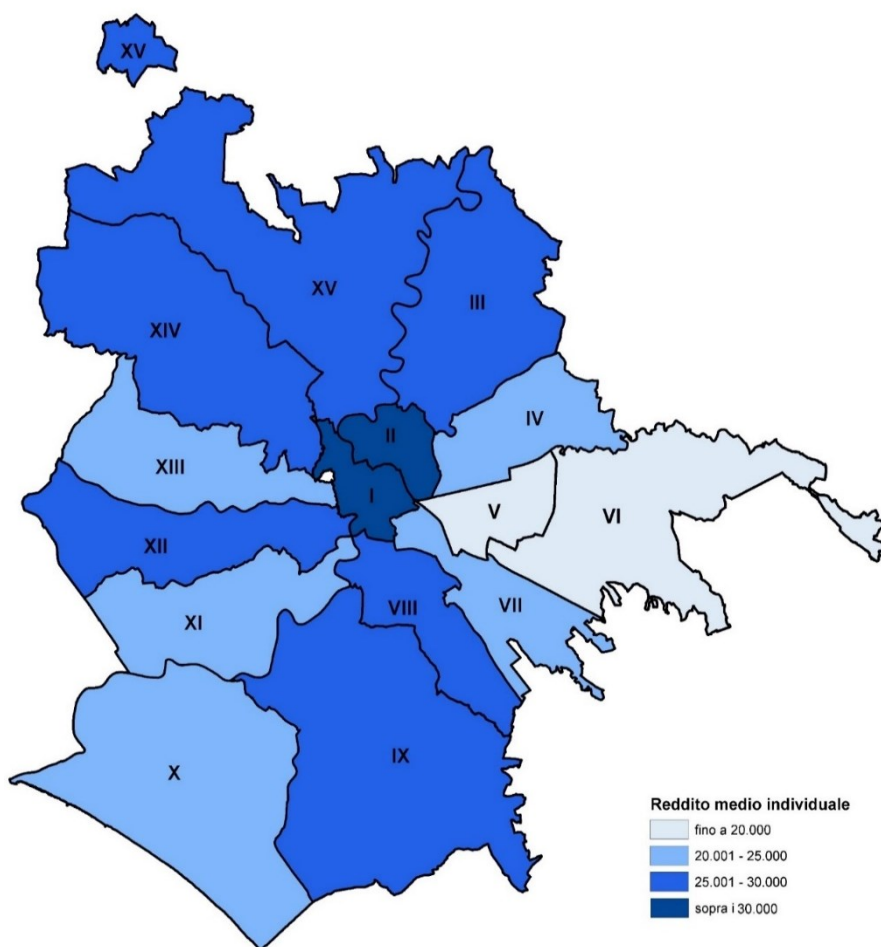 XV
XV
III
XIV
II
IV
XIII
I
V
VI
XII
VIII
VII
XI
X
IX
Reddito medio individuale
fino a 20.000
20.001 - 25.000
25.001 - 30.000
sopra i 30.000